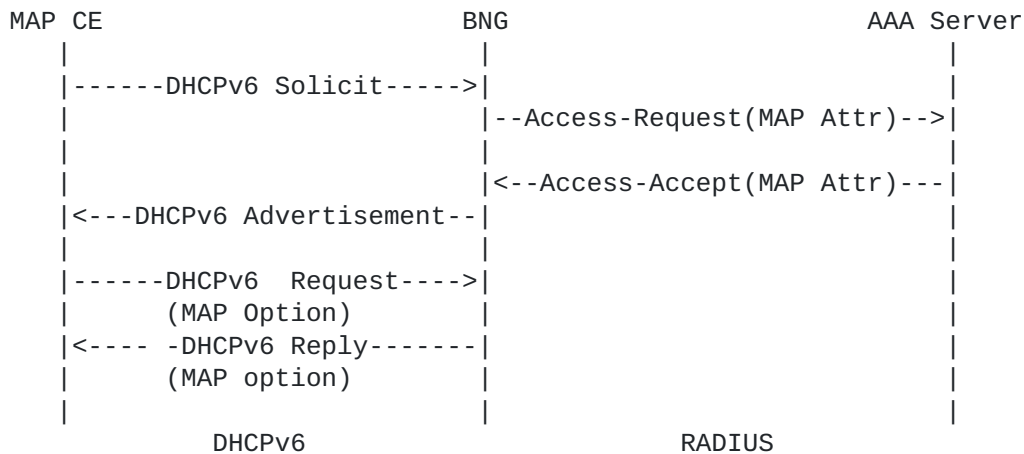 MAP CE                        BNG                         AAA Server
   |                           |                             |
   |------DHCPv6 Solicit----->|                             |
   |                          |--Access-Request(MAP Attr)-->|
   |                          |                             |
   |                          |<--Access-Accept(MAP Attr)---|
   |<---DHCPv6 Advertisement--|                             |
   |                          |                             |
   |------DHCPv6  Request---->|                             |
   |      (MAP Option)        |                             |
   |<---- -DHCPv6 Reply-------|                             |
   |      (MAP option)        |                             |
   |                          |                             |
             DHCPv6                        RADIUS